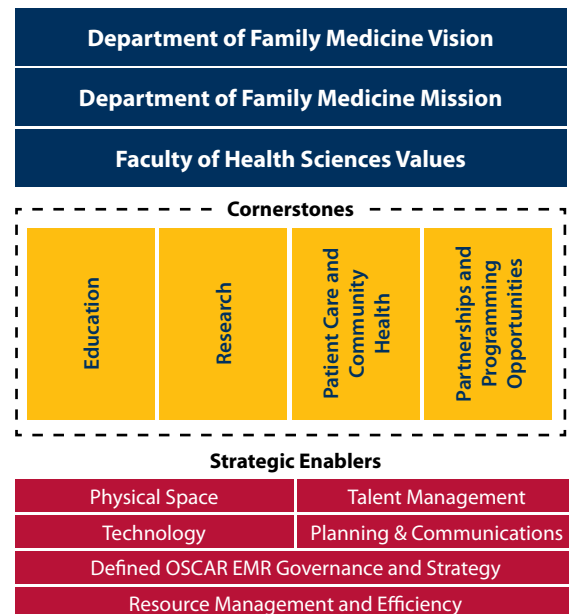 Department of Family Medicine Vision
Department of Family Medicine Mission
Faculty of Health Sciences Values
Cornerstones
Education
Research
Patient Care and
Community
Health
Partnerships and
Programming
Opportunities
Strategic Enablers
Physical Space
Talent Management
Technology
Planning & Communications
Defined OSCAR EMR Governance and Strategy
Resource Management and Efficiency